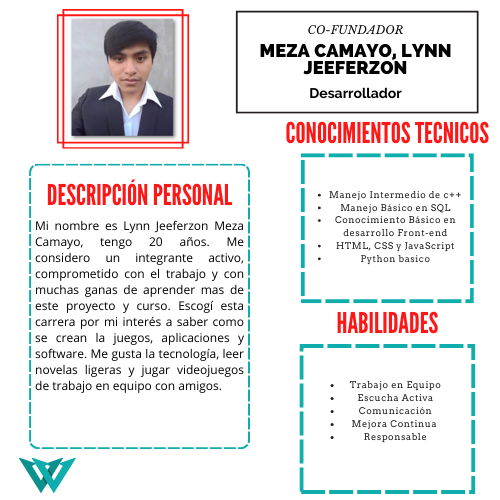 CO-FUNDADOR
MEZA CAMAYO, LYNN
JEEFERZON
Desarrollador
CONOCIMIENTOS TECNICOS
• Manejo Intermedio de c++
• Manejo Básico en SQL
• Conocimiento Básico en
desarrollo Front-end
• HTML, CSS y JavaScript
• Python basico
DESCRIPCIÓN PERSONAL
Mi nombre es Lynn Jeeferzon Meza
Camayo, tengo 20 años. Me
considero un integrante activo,
comprometido con el trabajo y con
muchas ganas de aprender mas de
este proyecto y curso. Escogí esta
carrera por mi interés a saber como
se crean la juegos, aplicaciones y
software. Me gusta la tecnología, leer
novelas ligeras y jugar videojuegos
de trabajo en equipo con amigos.
HABILIDADES
• Trabajo en Equipo
• Escucha Activa
• Comunicación
• Mejora Continua
• Responsable